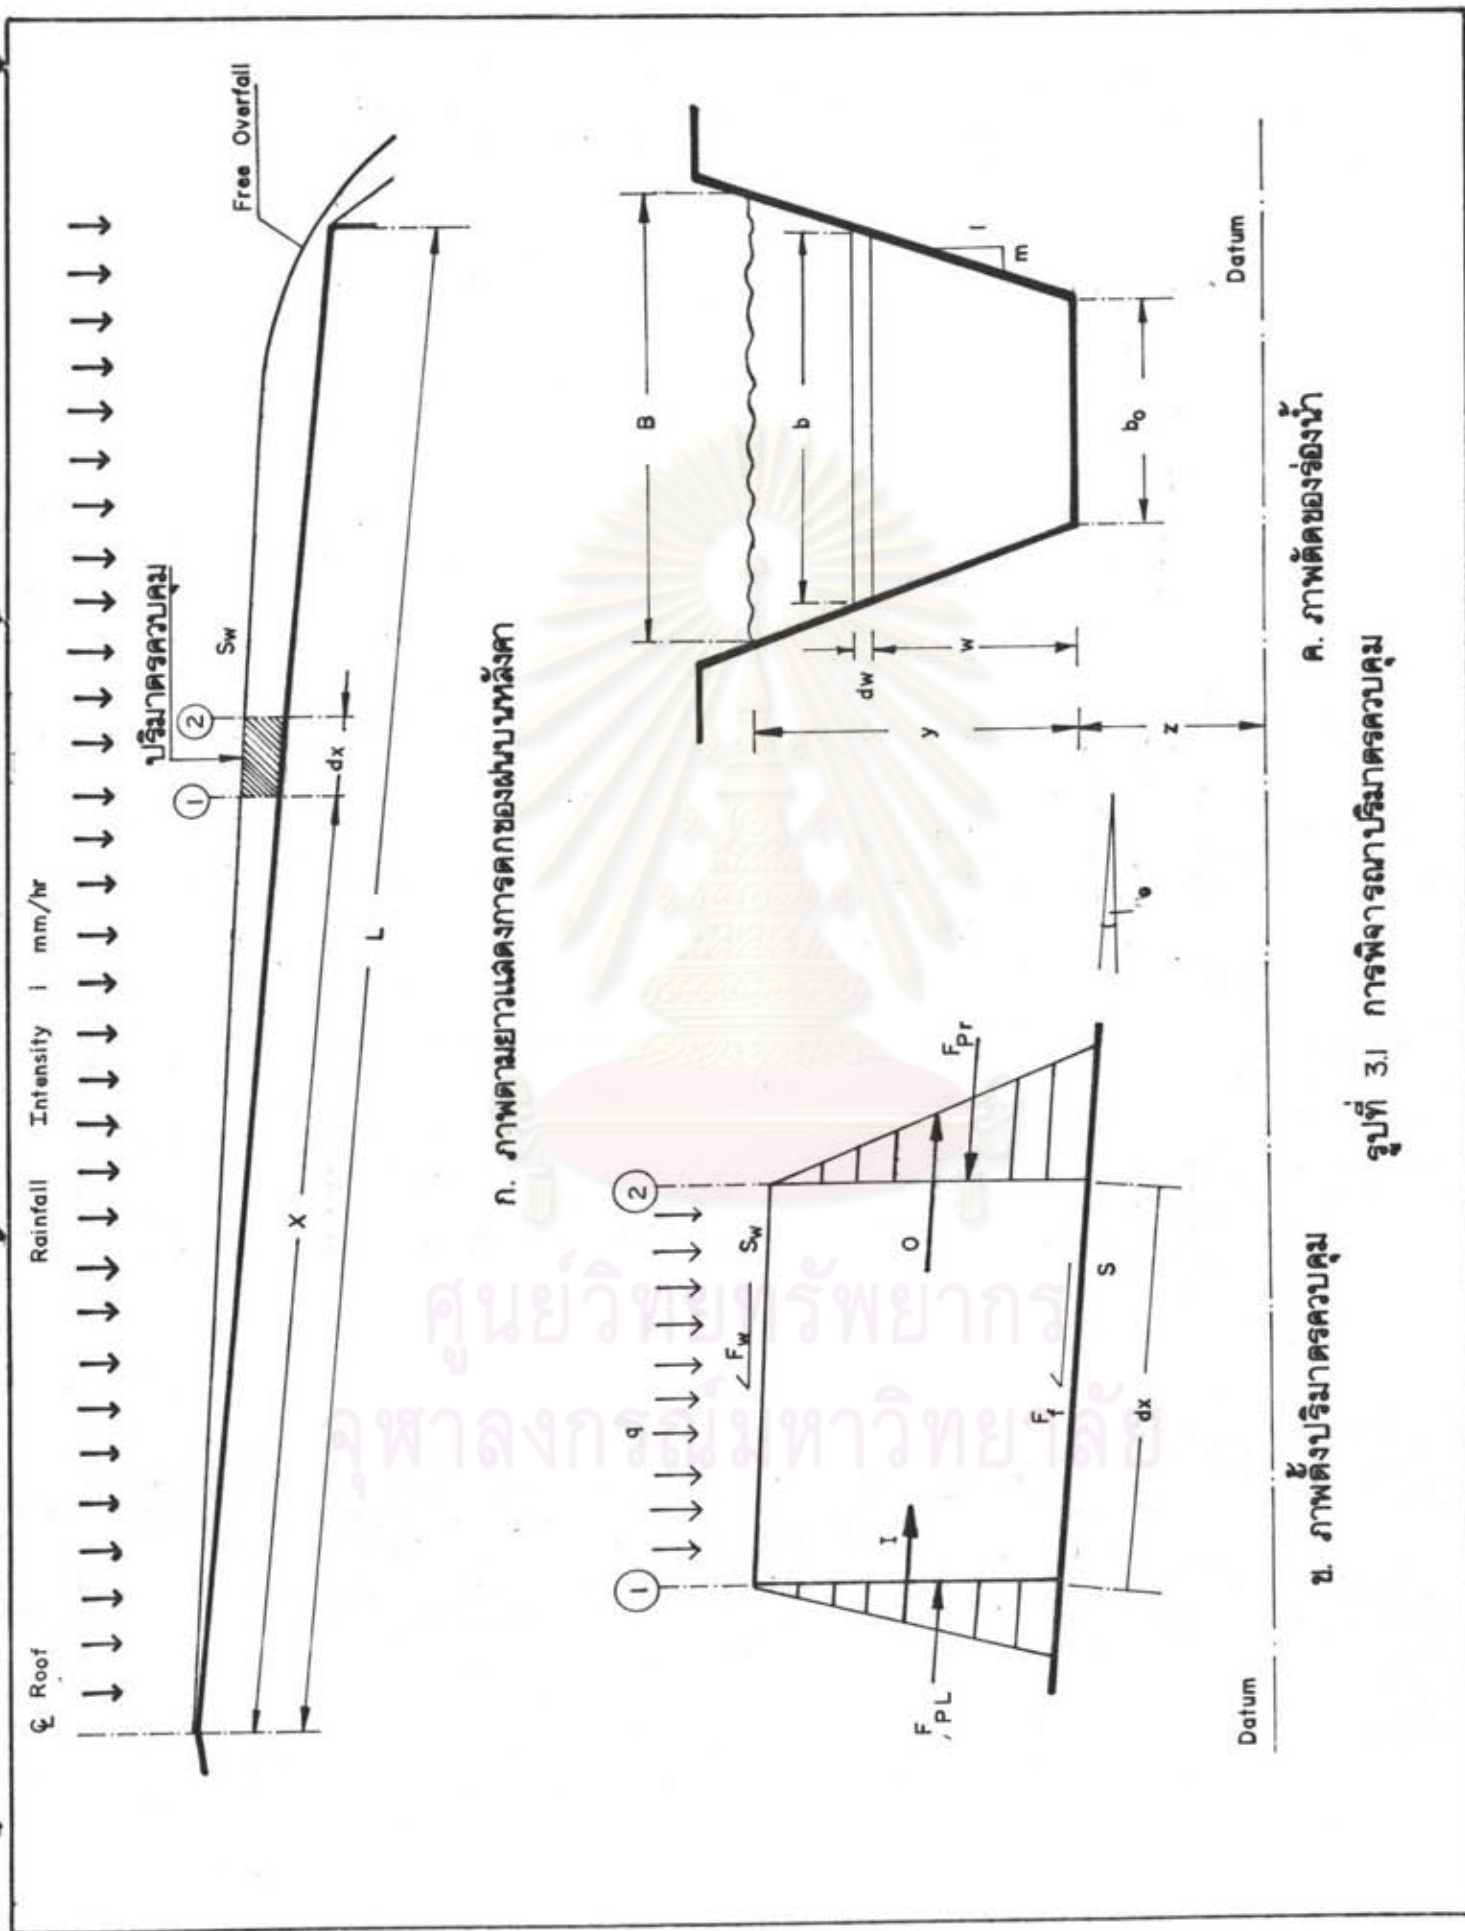 ℄ Roof
Rainfall Intensity i mm/hr
Free Overfall
ปริมาตรควบคุม
1
2
Sw
dx
X
L
ก. ภาพตามยาวแสดงการตกของฝนบนหลังคา
1
2
q
Fw
Sw
I
O
FPL
FPr
Ff
S
dx
θ
Datum
ข. ภาพตั้งปริมาตรควบคุม
B
b
dw
w
y
z
bo
1
m
Datum
ค. ภาพตัดของร่องน้ำ
รูปที่ 3.1 การพิจารณาปริมาตรควบคุม
ศูนย์วิทยทรัพยากร
จุฬาลงกรณ์มหาวิทยาลัย